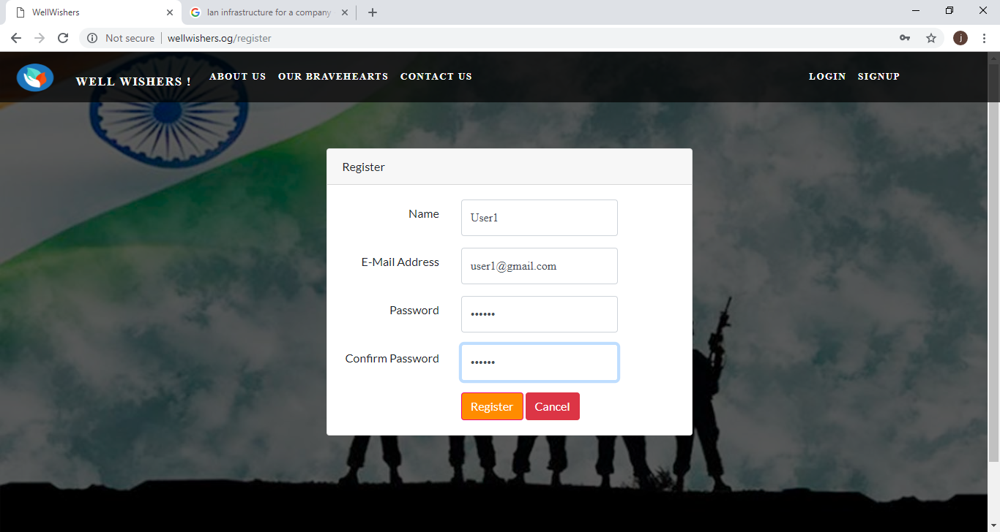 WellWishers
lan infrastructure for a company
Not secure
wellwishers.og/register
j
WELL WISHERS !
ABOUT US
OUR BRAVEHEARTS
CONTACT US
LOGIN
SIGNUP
Register
Name
User1
E-Mail Address
user1@gmail.com
Password
••••••
Confirm Password
••••••
Register
Cancel